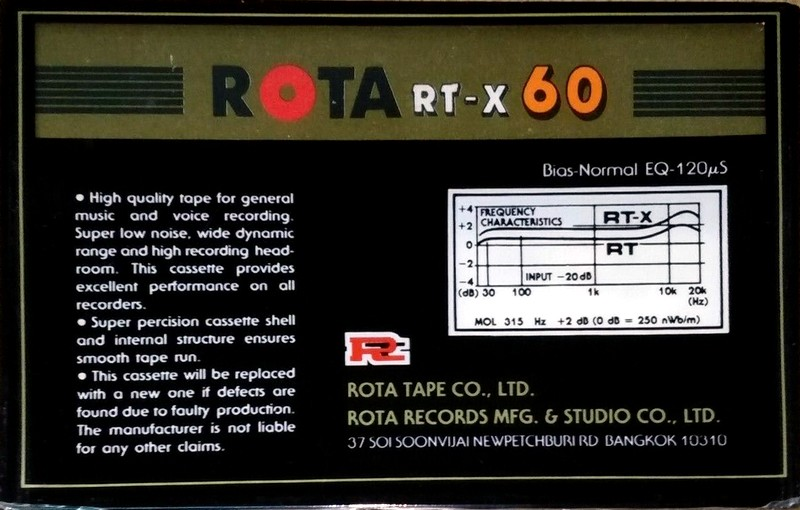 ROTA RT-X 60
Bias-Normal EQ-120µS
• High quality tape for general
music and voice recording.
Super low noise, wide dynamic
range and high recording head-
room. This cassette provides
excellent performance on all
recorders.
• Super percision cassette shell
and internal structure ensures
smooth tape run.
• This cassette will be replaced
with a new one if defects are
found due to faulty production.
The manufacturer is not liable
for any other claims.
FREQUENCY
CHARACTERISTICS
RT-X
RT
+4
+2
0
-2
-4
INPUT -20dB
(dB) 30 100 1k 10k 20k
(Hz)
MOL 315 Hz +2 dB (0 dB = 250 nWb/m)
R
ROTA TAPE CO., LTD.
ROTA RECORDS MFG. & STUDIO CO., LTD.
37 SOI SOONVIJAI NEWPETCHBURI RD BANGKOK 10310